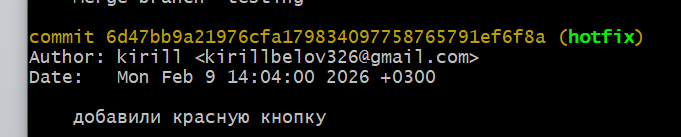 Merge branch 'testing'
commit 6d47bb9a21976cfa179834097758765791ef6f8a (hotfix)
Author: kirill <kirillbelov326@gmail.com>
Date:   Mon Feb 9 14:04:00 2026 +0300
добавили красную кнопку